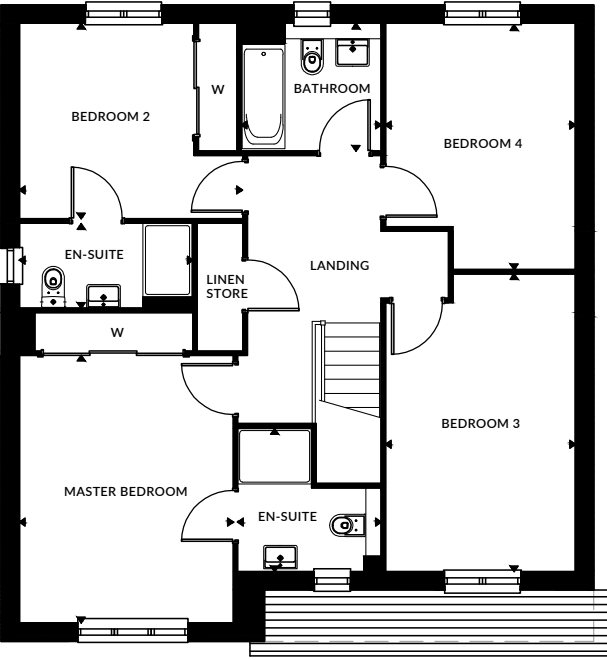 W
BATHROOM
BEDROOM 2
BEDROOM 4
EN-SUITE
LANDING
LINEN
STORE
W
BEDROOM 3
MASTER BEDROOM
EN-SUITE